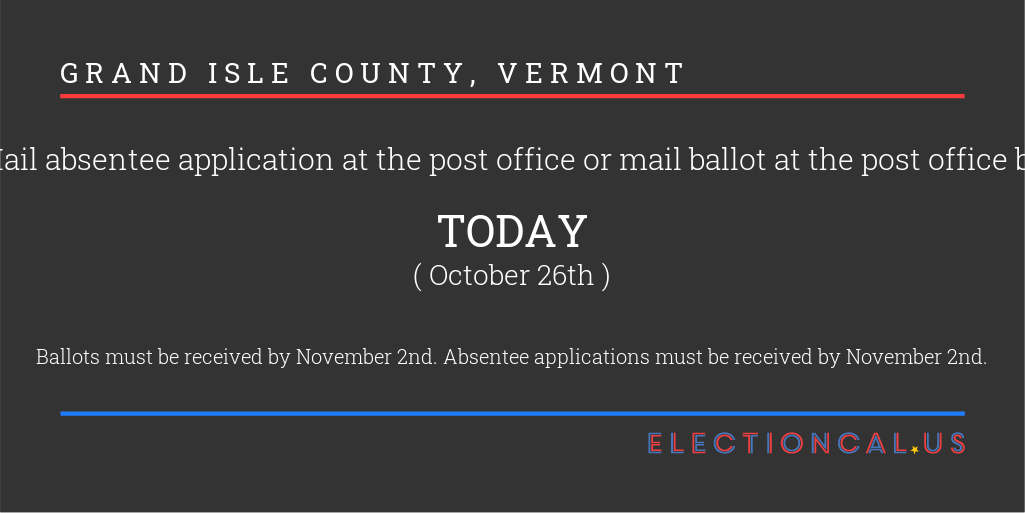 GRAND ISLE COUNTY, VERMONT
absentee application at the post office or mail ballot at the post office
TODAY
( October 26th )
Ballots must be received by November 2nd. Absentee applications must be received by November 2nd.
ELECTIONCAL.US